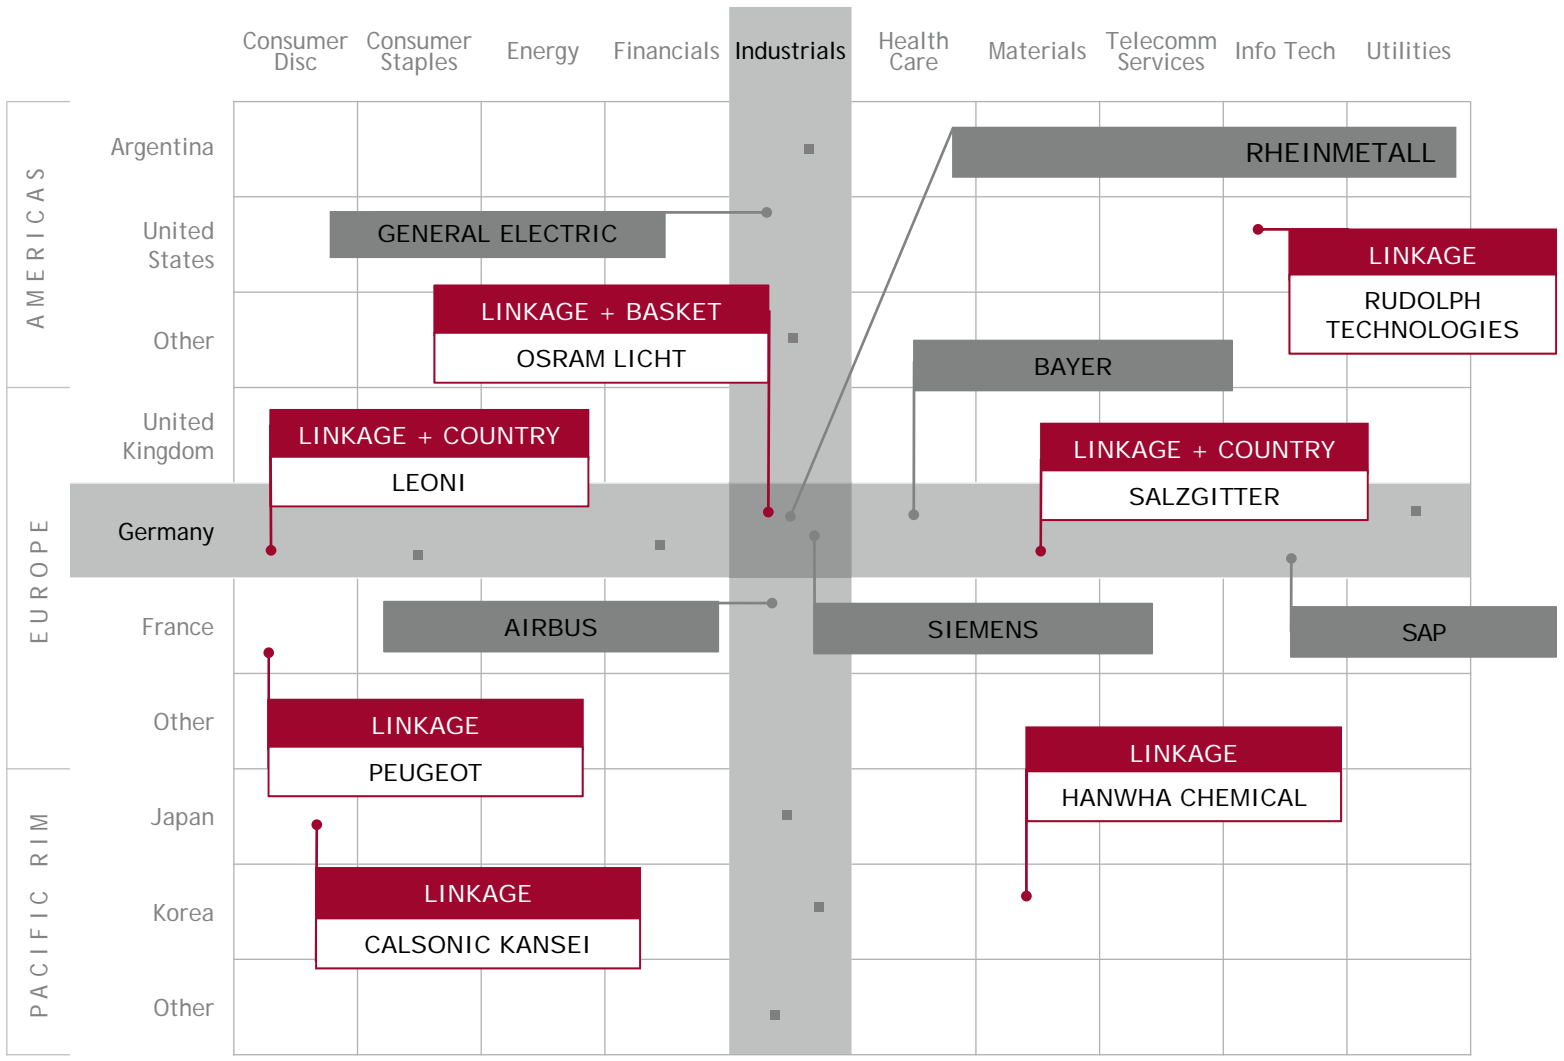 Consumer
Disc
Consumer
Staples
Energy
Financials
Industrials
Health
Care
Materials
Telecomm
Services
Info Tech
Utilities
AMERICAS
Argentina
RHEINMETALL
United
States
GENERAL ELECTRIC
LINKAGE
RUDOLPH
TECHNOLOGIES
Other
LINKAGE + BASKET
OSRAM LICHT
BAYER
EUROPE
United
Kingdom
LINKAGE + COUNTRY
LEONI
LINKAGE + COUNTRY
SALZGITTER
Germany
France
AIRBUS
SIEMENS
SAP
Other
LINKAGE
PEUGEOT
LINKAGE
HANWHA CHEMICAL
PACIFIC RIM
Japan
Korea
LINKAGE
CALSONIC KANSEI
Other